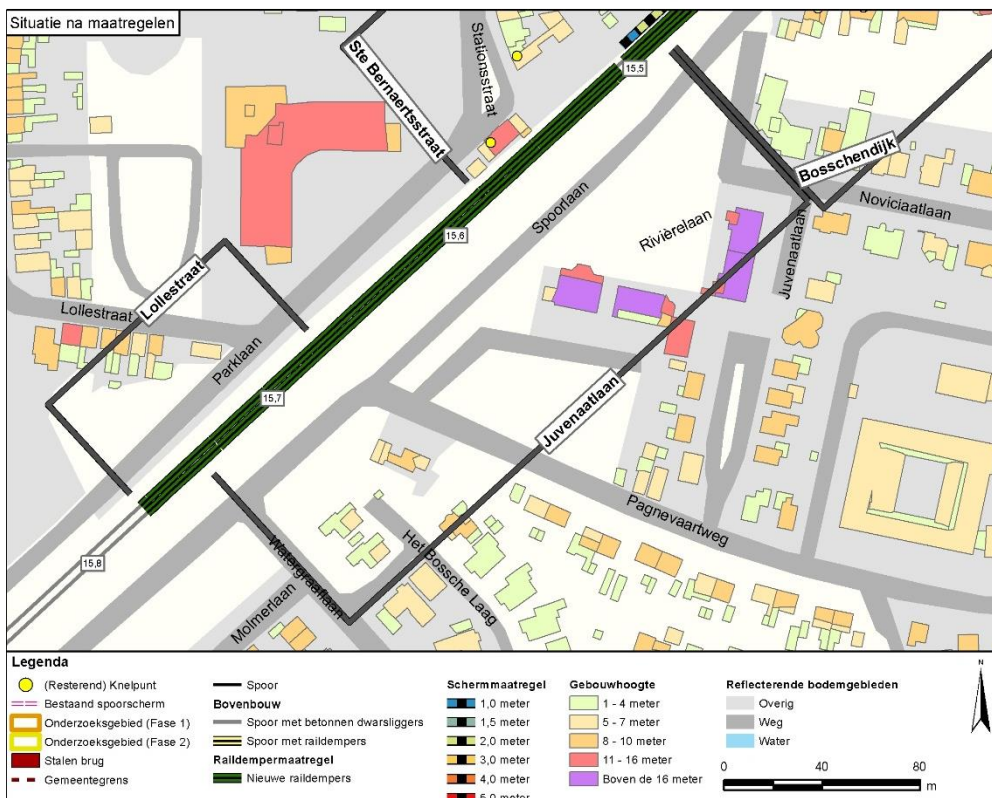 Situatie na maatregelen
Ste Bernaertsstraat
Stationsstraat
15,5
Bosschendijk
Noviciaatlaan
Spoorlaan
Rivièrelaan
Juvenaatlaan
15,6
Lollestraat
Lollestraat
Parklaan
15,7
Juvenaatlaan
Pagnevaartweg
15,8
Watergraaflaan
Het Bossche Laag
Molmerlaan
Legenda
(Resterend) Knelpunt
Bestaand spoorscherm
Onderzoeksgebied (Fase 1)
Onderzoeksgebied (Fase 2)
Stalen brug
Gemeentegrens
Spoor
Bovenbouw
Spoor met betonnen dwarsliggers
Spoor met raildempers
Raildempermaatregel
Nieuwe raildempers
Schermmaatregel
1,0 meter
1,5 meter
2,0 meter
3,0 meter
4,0 meter
5,0 meter
Gebouwhoogte
1 - 4 meter
5 - 7 meter
8 - 10 meter
11 - 16 meter
Boven de 16 meter
Reflecterende bodemgebieden
Overig
Weg
Water
N
0 40 80
m